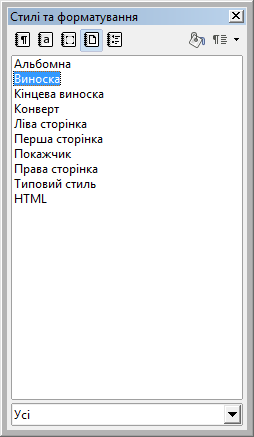 Стилі та форматування
Альбомна
Виноска
Кінцева виноска
Конверт
Ліва сторінка
Перша сторінка
Покажчик
Права сторінка
Типовий стиль
HTML
Усі